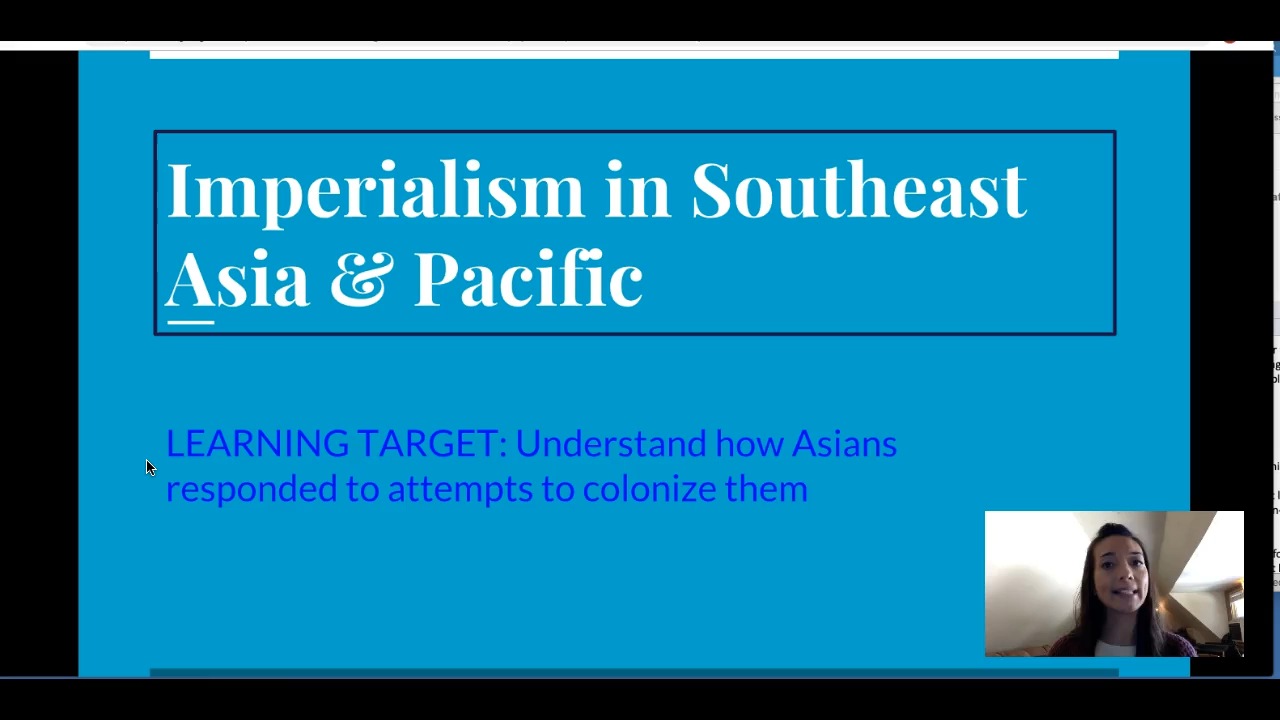 Imperialism in Southeast
Asia & Pacific
LEARNING TARGET: Understand how Asians
responded to attempts to colonize them